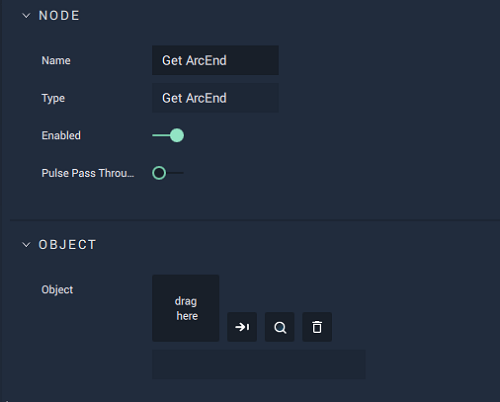 NODE
Name Get ArcEnd
Type Get ArcEnd
Enabled
Pulse Pass Throu...
OBJECT
Object
drag
here